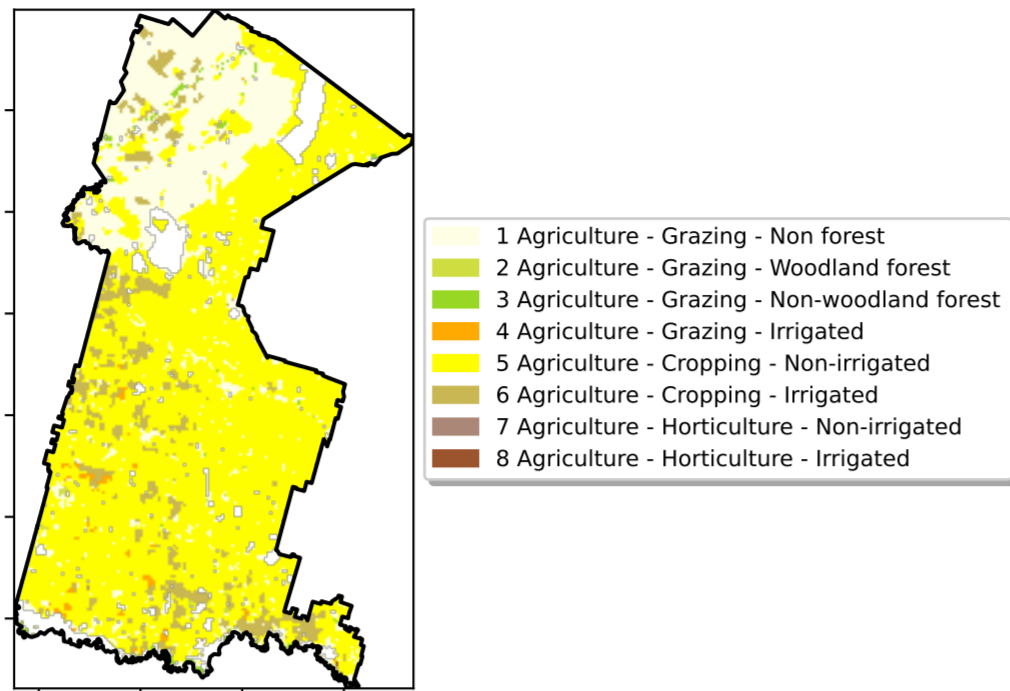 1 Agriculture - Grazing - Non forest
2 Agriculture - Grazing - Woodland forest
3 Agriculture - Grazing - Non-woodland forest
4 Agriculture - Grazing - Irrigated
5 Agriculture - Cropping - Non-irrigated
6 Agriculture - Cropping - Irrigated
7 Agriculture - Horticulture - Non-irrigated
8 Agriculture - Horticulture - Irrigated